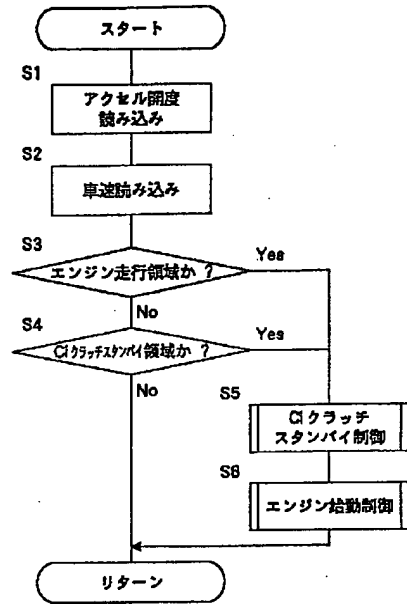 スタート
S1
アクセル開度
読み込み
S2
車速読み込み
S3
エンジン走行領域か ?
Yes
No
S4
Ciクラッチスタンバイ領域か ?
Yes
No
S5
Ciクラッチ
スタンバイ制御
S6
エンジン始動制御
リターン